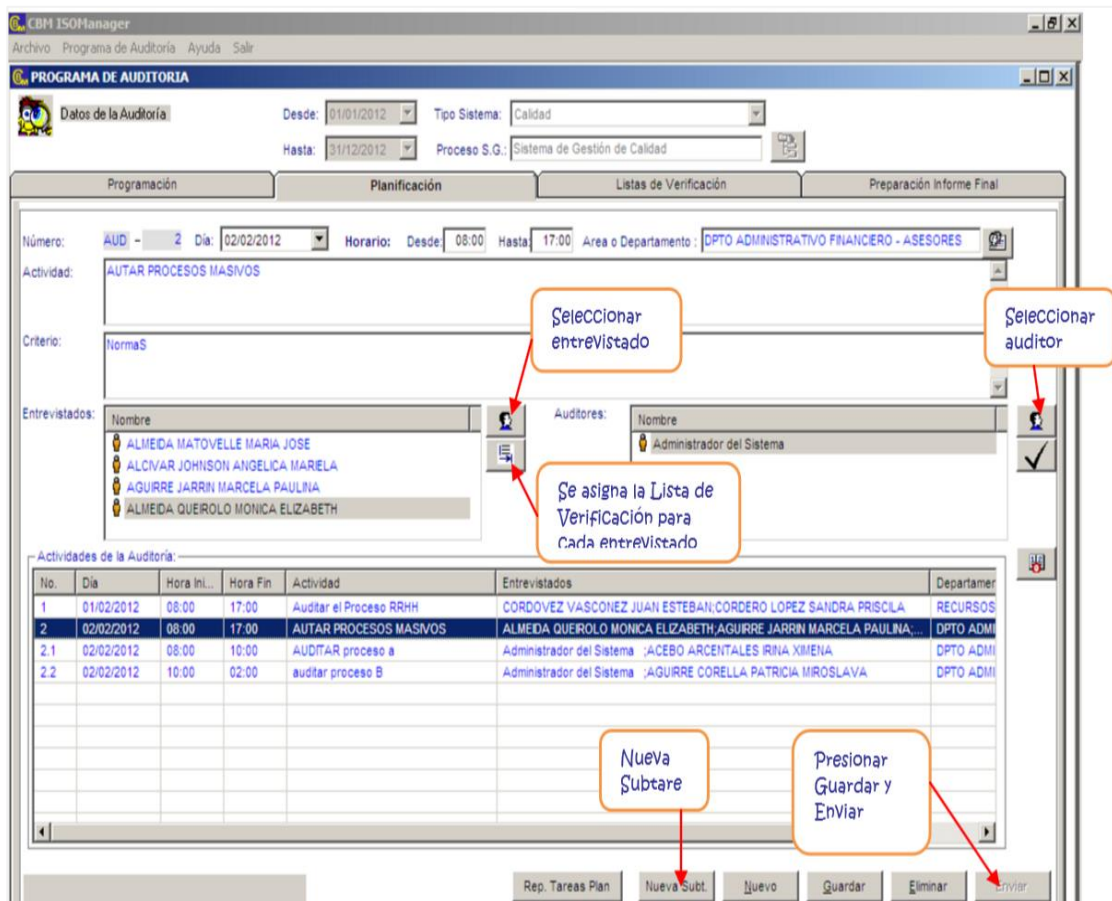 CBM ISOManager
Archivo Programa de Auditoría Ayuda Salir
PROGRAMA DE AUDITORIA
Datos de la Auditoría
Desde: 01/01/2012 Tipo Sistema: Calidad
Hasta: 31/12/2012 Proceso S.G.: Sistema de Gestión de Calidad
Programación Planificación Listas de Verificación Preparación Informe Final
Número: AUD - 2 Día: 02/02/2012 Horario: Desde: 08:00 Hasta: 17:00 Area o Departamento : DPTO ADMINISTRATIVO FINANCIERO - ASESORES
Actividad: AUTAR PROCESOS MASIVOS
Seleccionar
entrevistado
Seleccionar
auditor
Criterio: NormaS
Entrevistados: Nombre
ALMEIDA MATOVELLE MARIA JOSE
ALCIVAR JOHNSON ANGELICA MARIELA
AGUIRRE JARRIN MARCELA PAULINA
ALMEIDA QUEIROLO MONICA ELIZABETH
Auditores: Nombre
Administrador del Sistema
Se asigna la Lista de
Verificación para
cada entrevistado
Actividades de la Auditoría:
No. Día Hora Ini... Hora Fin Actividad Entrevistados Departamen
1 01/02/2012 08:00 17:00 Auditar el Proceso RRHH CORDOVEZ VASCONEZ JUAN ESTEBAN;CORDERO LOPEZ SANDRA PRISCILA RECURSOS
2 02/02/2012 08:00 17:00 AUTAR PROCESOS MASIVOS ALMEIDA QUEIROLO MONICA ELIZABETH;AGUIRRE JARRIN MARCELA PAULINA;... DPTO ADMI
2.1 02/02/2012 08:00 10:00 AUDITAR proceso a Administrador del Sistema ;ACEBO ARCENTALES IRINA XIMENA DPTO ADMI
2.2 02/02/2012 10:00 02:00 auditar proceso B Administrador del Sistema ;AGUIRRE CORELLA PATRICIA MIROSLAVA DPTO ADMI
Nueva
Subtare
Presionar
Guardar y
Enviar
Rep. Tareas Plan Nueva Subt. Nuevo Guardar Eliminar Enviar